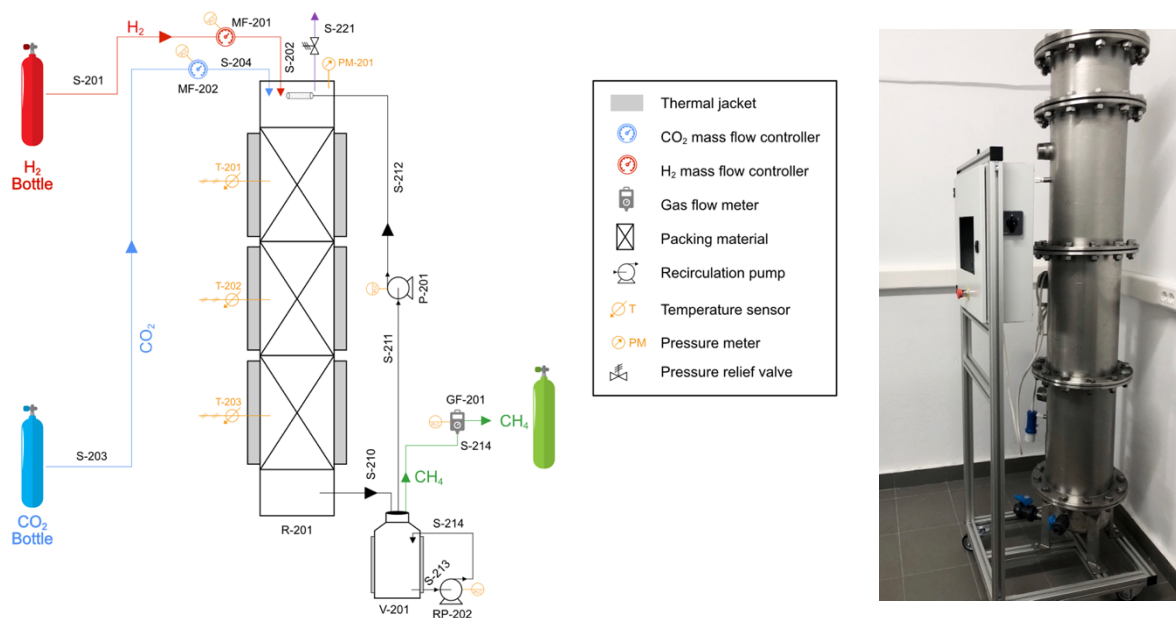 H₂
MF-201
S-221
S-201
S-202
S-204
PM-201
MF-202
H₂
Bottle
T-201
S-212
T-202
P-201
CO₂
S-211
T-203
GF-201
CH₄
S-214
S-203
S-210
CH₄
CO₂
Bottle
R-201
S-214
S-213
V-201
RP-202
Thermal jacket
CO₂ mass flow controller
H₂ mass flow controller
Gas flow meter
Packing material
Recirculation pump
T
Temperature sensor
PM
Pressure meter
Pressure relief valve